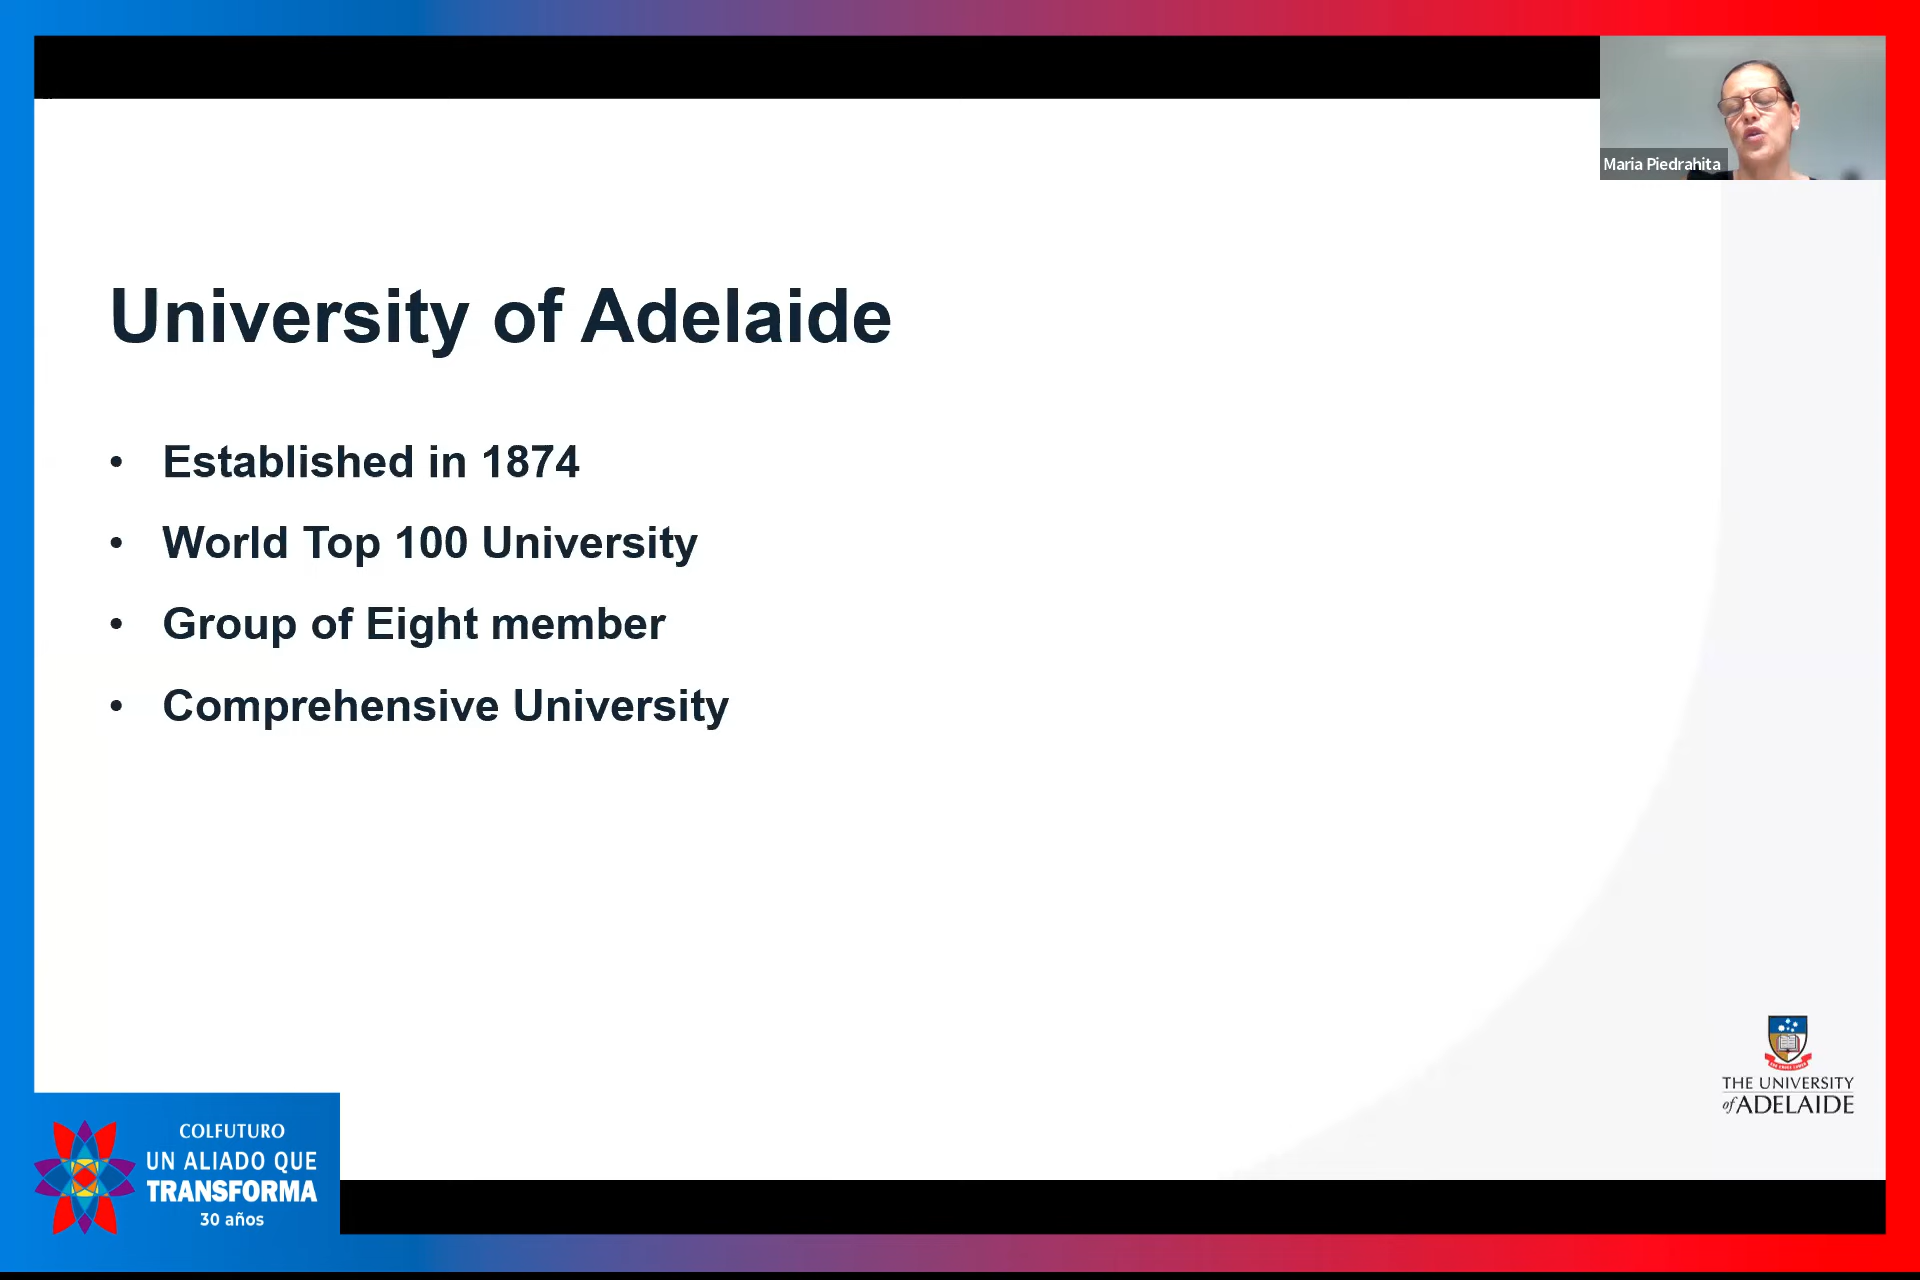 Maria Piedrahita
University of Adelaide
• Established in 1874
• World Top 100 University
• Group of Eight member
• Comprehensive University
THE UNIVERSITY
of ADELAIDE
COLFUTURO
UN ALIADO QUE
TRANSFORMA
30 años